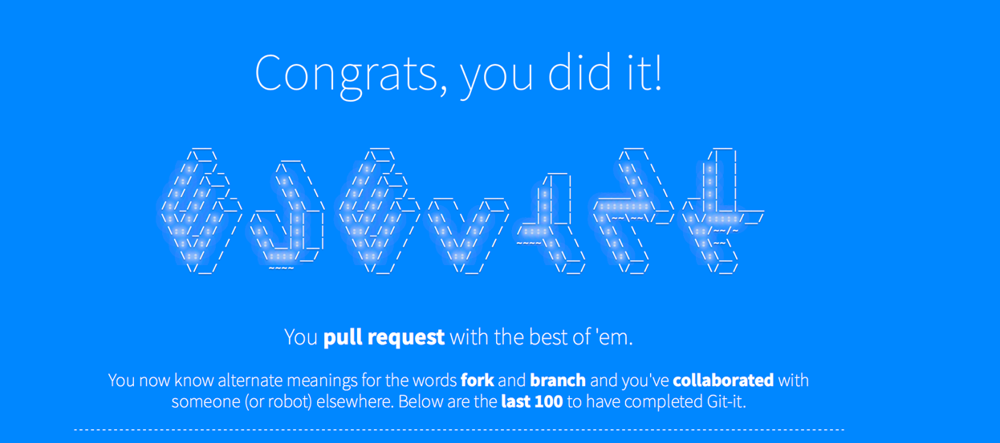 Congrats, you did it!
You pull request with the best of 'em.
You now know alternate meanings for the words fork and branch and you've collaborated with
someone (or robot) elsewhere. Below are the last 100 to have completed Git-it.